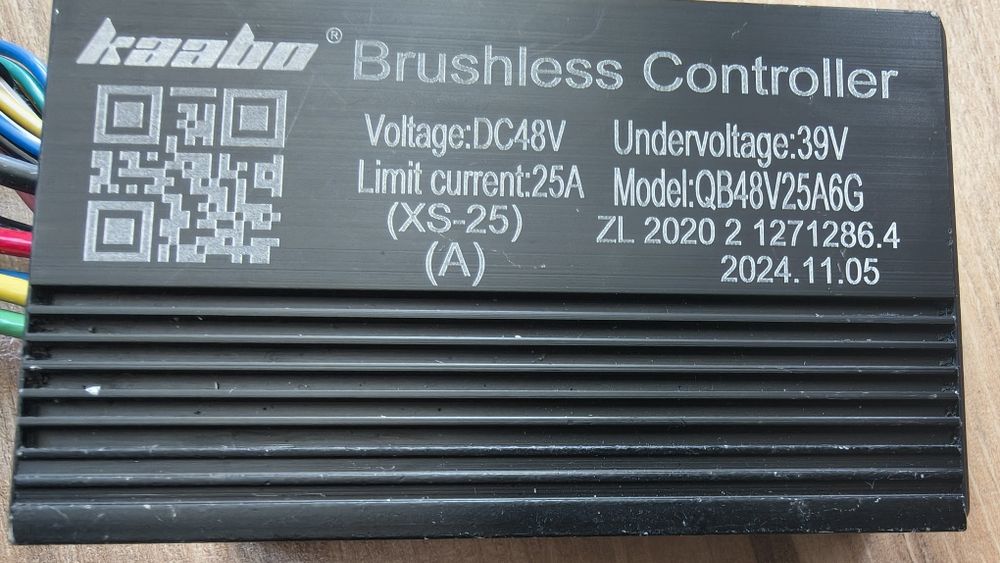 kaabo® Brushless Controller
Voltage:DC48V Undervoltage:39V
Limit current:25A Model:QB48V25A6G
(XS-25) ZL 2020 2 1271286.4
(A) 2024.11.05